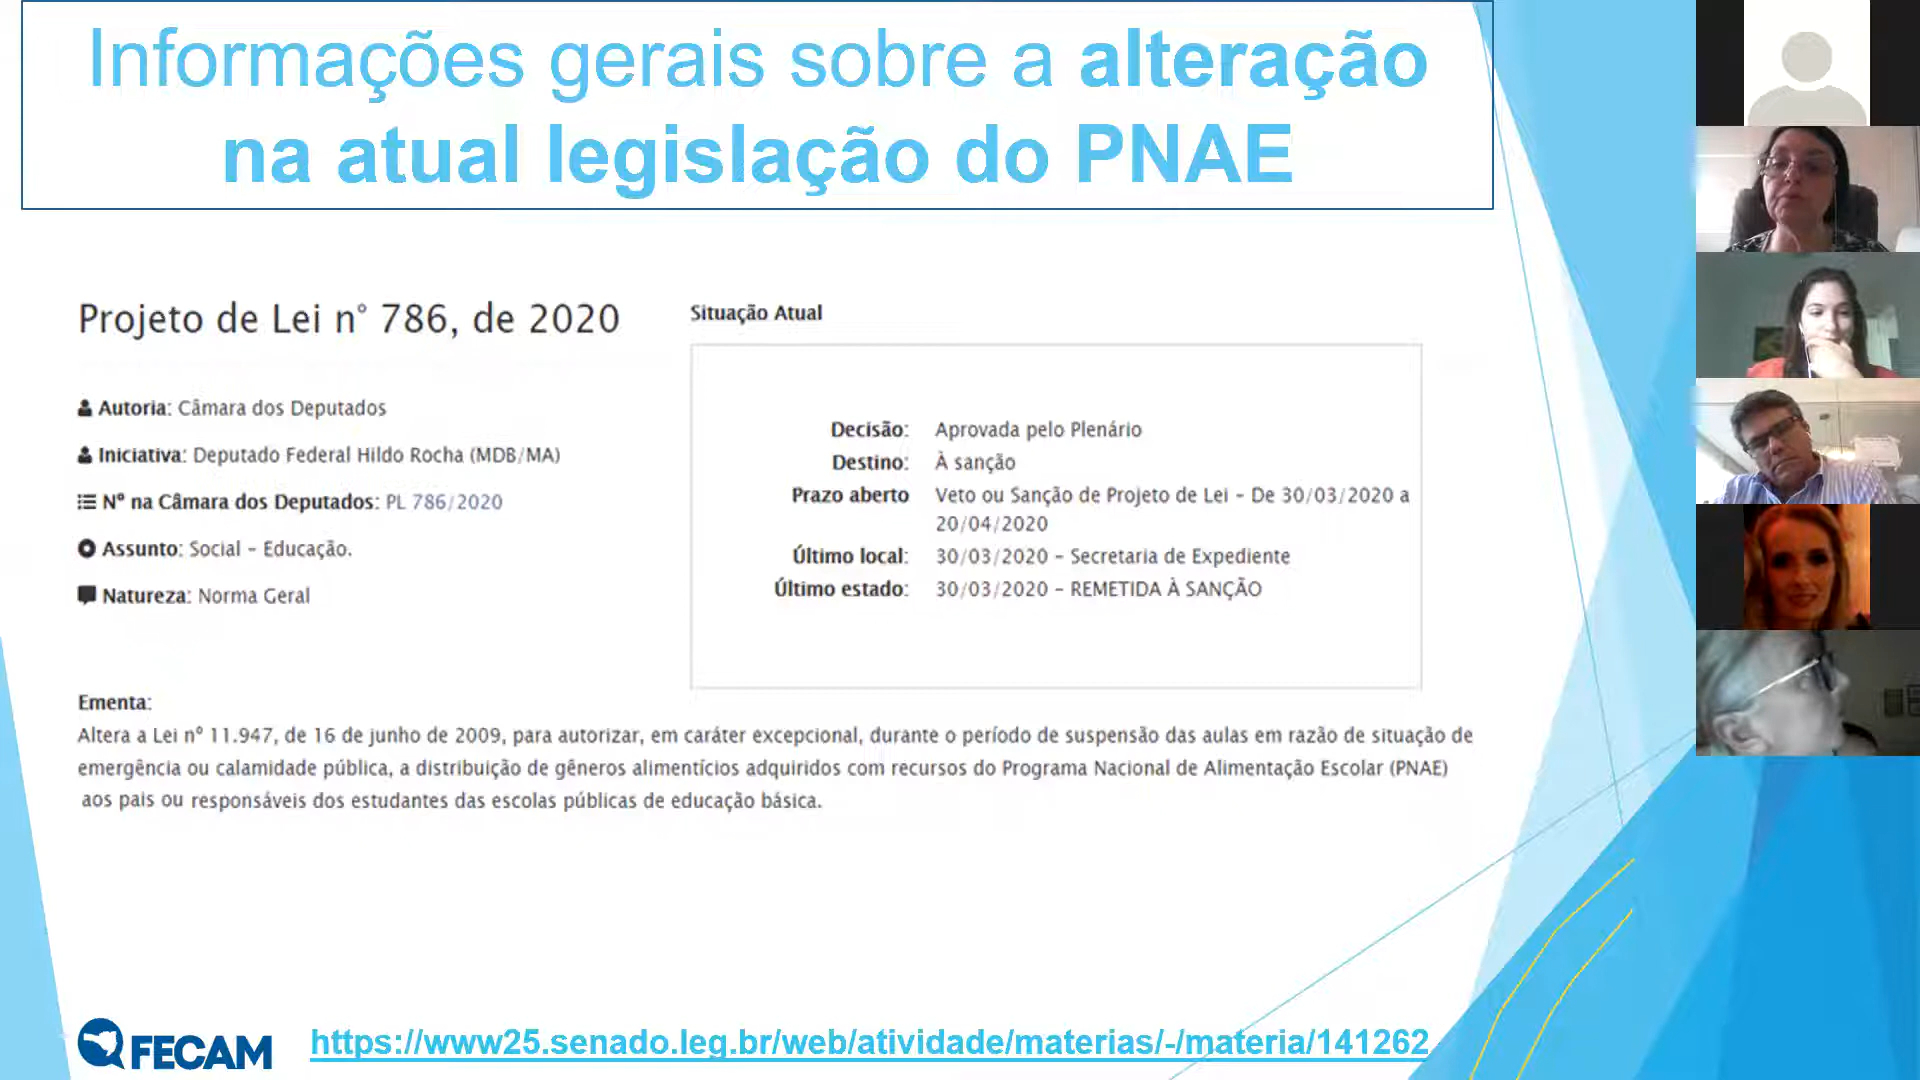 Informações gerais sobre a alteração
na atual legislação do PNAE
Projeto de Lei n° 786, de 2020
Autoria: Câmara dos Deputados
Iniciativa: Deputado Federal Hildo Rocha (MDB/MA)
Nº na Câmara dos Deputados: PL 786/2020
Assunto: Social - Educação.
Natureza: Norma Geral
Situação Atual
Decisão: Aprovada pelo Plenário
Destino: À sanção
Prazo aberto Veto ou Sanção de Projeto de Lei - De 30/03/2020 a
20/04/2020
Último local: 30/03/2020 - Secretaria de Expediente
Último estado: 30/03/2020 - REMETIDA À SANÇÃO
Ementa:
Altera a Lei nº 11.947, de 16 de junho de 2009, para autorizar, em caráter excepcional, durante o período de suspensão das aulas em razão de situação de
emergência ou calamidade pública, a distribuição de gêneros alimentícios adquiridos com recursos do Programa Nacional de Alimentação Escolar (PNAE)
aos pais ou responsáveis dos estudantes das escolas públicas de educação básica.
FECAM
https://www25.senado.leg.br/web/atividade/materias/-/materia/141262